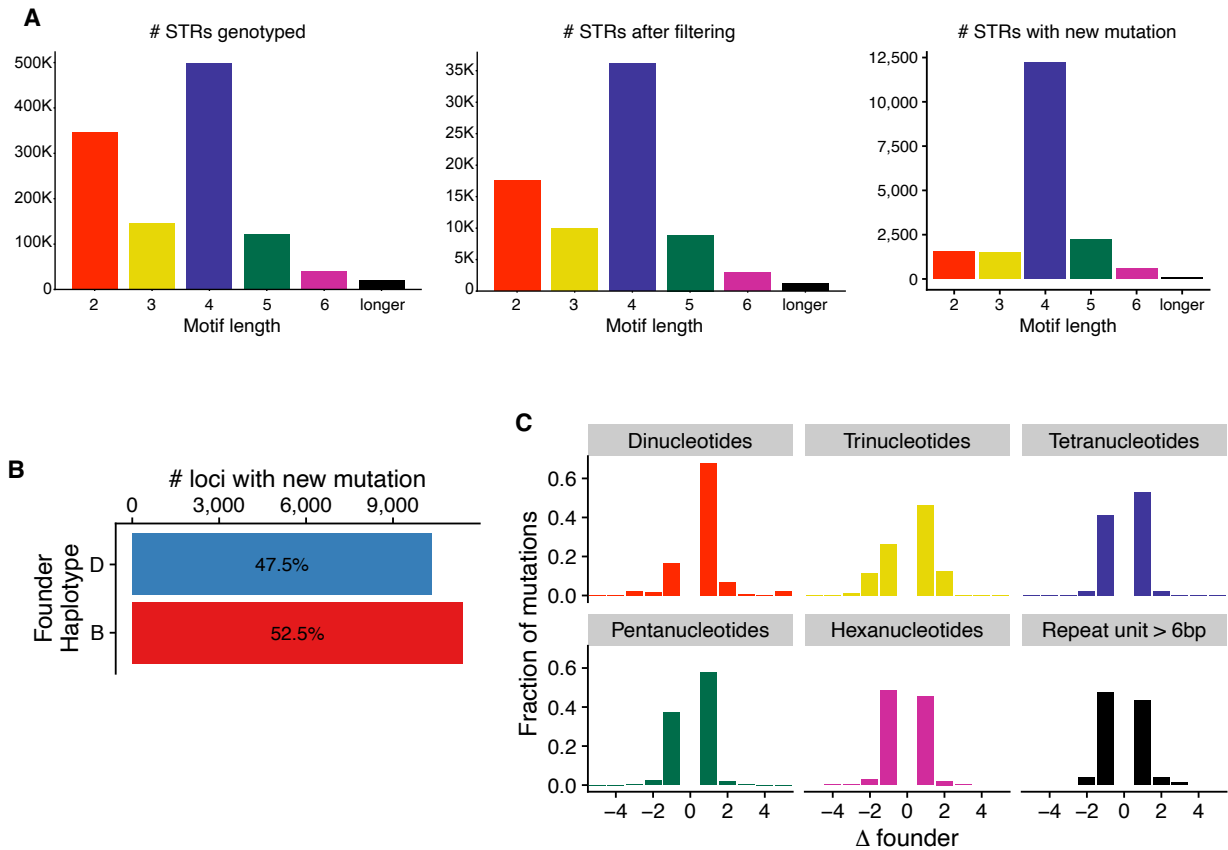 A
# STRs genotyped
500K
400K
300K
200K
100K
0
2 3 4 5 6 longer
Motif length
# STRs after filtering
35K
30K
25K
20K
15K
10K
5K
0
2 3 4 5 6 longer
Motif length
# STRs with new mutation
12,500
10,000
7,500
5,000
2,500
0
2 3 4 5 6 longer
Motif length
B
# loci with new mutation
0 3,000 6,000 9,000
Founder
Haplotype
D
47.5%
B
52.5%
C
Dinucleotides Trinucleotides Tetranucleotides
Fraction of mutations
0.6
0.4
0.2
0.0
Pentanucleotides Hexanucleotides Repeat unit > 6bp
0.6
0.4
0.2
0.0
−4 −2 0 2 4 −4 −2 0 2 4 −4 −2 0 2 4
Δ founder